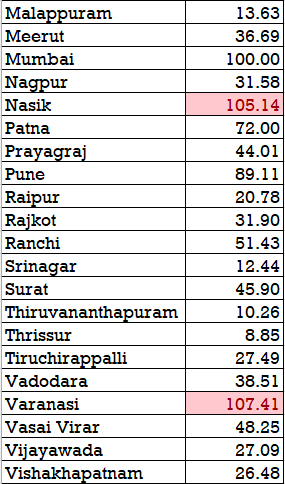 Malappuram 13.63
Meerut 36.69
Mumbai 100.00
Nagpur 31.58
Nasik 105.14
Patna 72.00
Prayagraj 44.01
Pune 89.11
Raipur 20.78
Rajkot 31.90
Ranchi 51.43
Srinagar 12.44
Surat 45.90
Thiruvananthapuram 10.26
Thrissur 8.85
Tiruchirappalli 27.49
Vadodara 38.51
Varanasi 107.41
Vasai Virar 48.25
Vijayawada 27.09
Vishakhapatnam 26.48